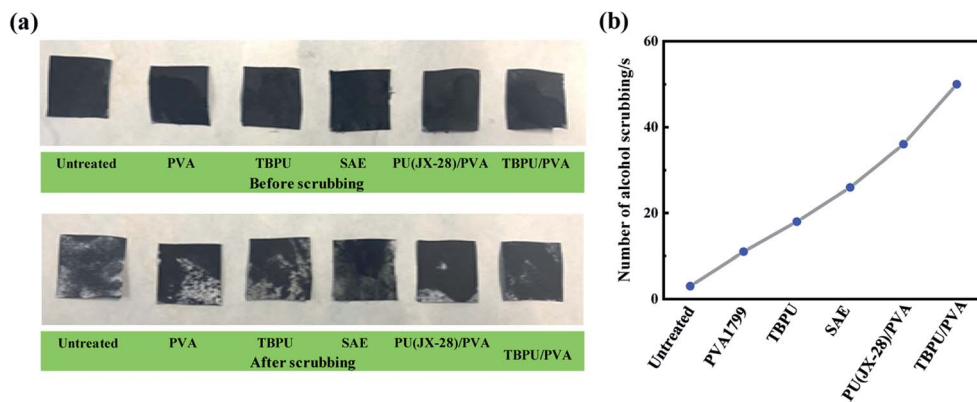 (a)
Untreated PVA TBPU SAE PU(JX-28)/PVA TBPU/PVA
Before scrubbing
Untreated PVA TBPU SAE PU(JX-28)/PVA TBPU/PVA
After scrubbing
(b)
Number of alcohol scrubbing/s
60
40
20
0
Untreated
PVA1799
TBPU
SAE
PU(JX-28)/PVA
TBPU/PVA